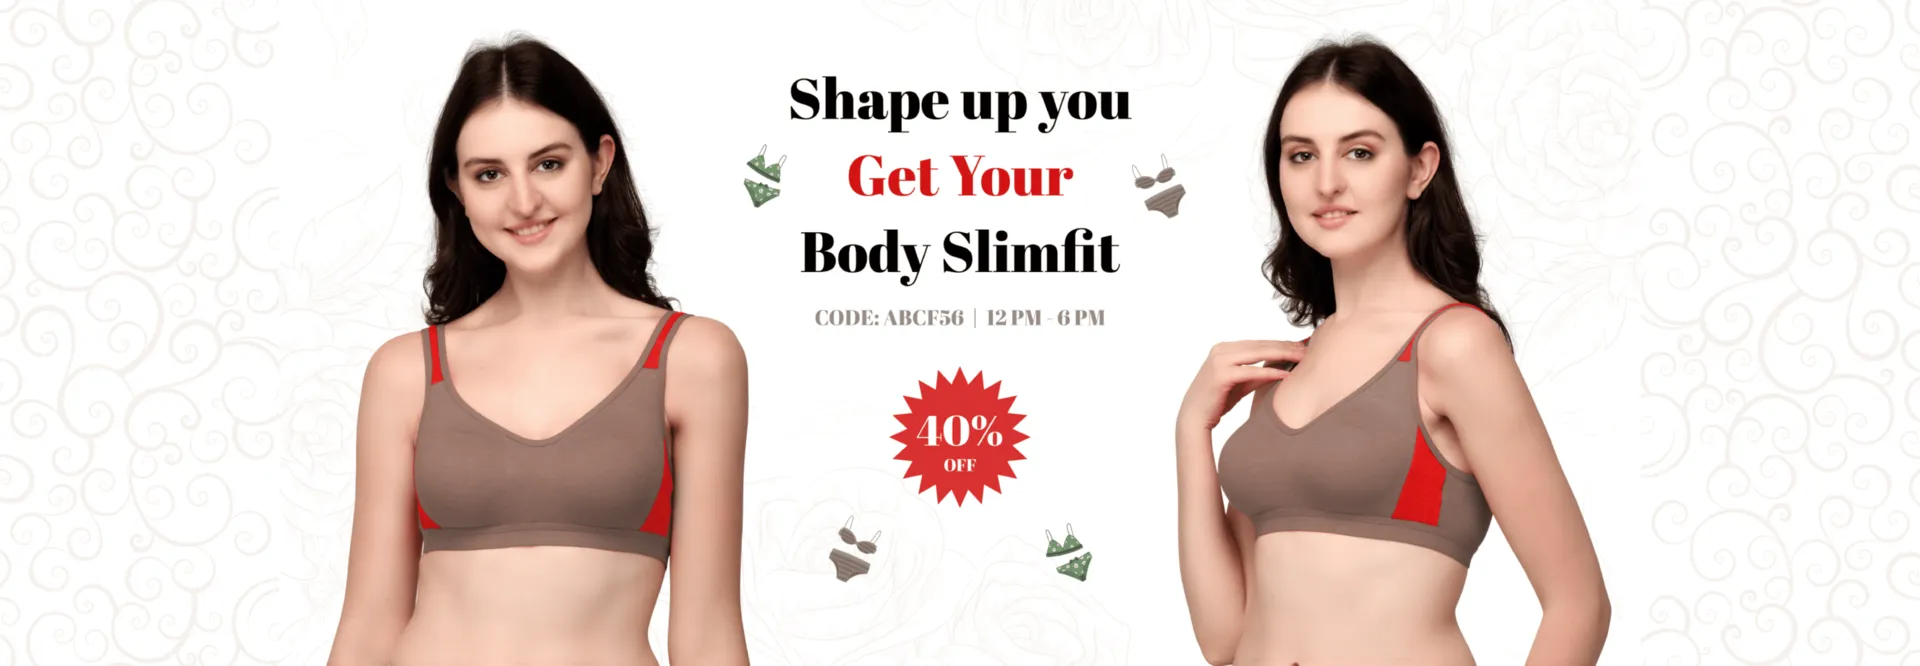 Shape up you
Get Your
Body Slimfit
CODE: ABCF56 | 12 PM - 6 PM
40%
OFF